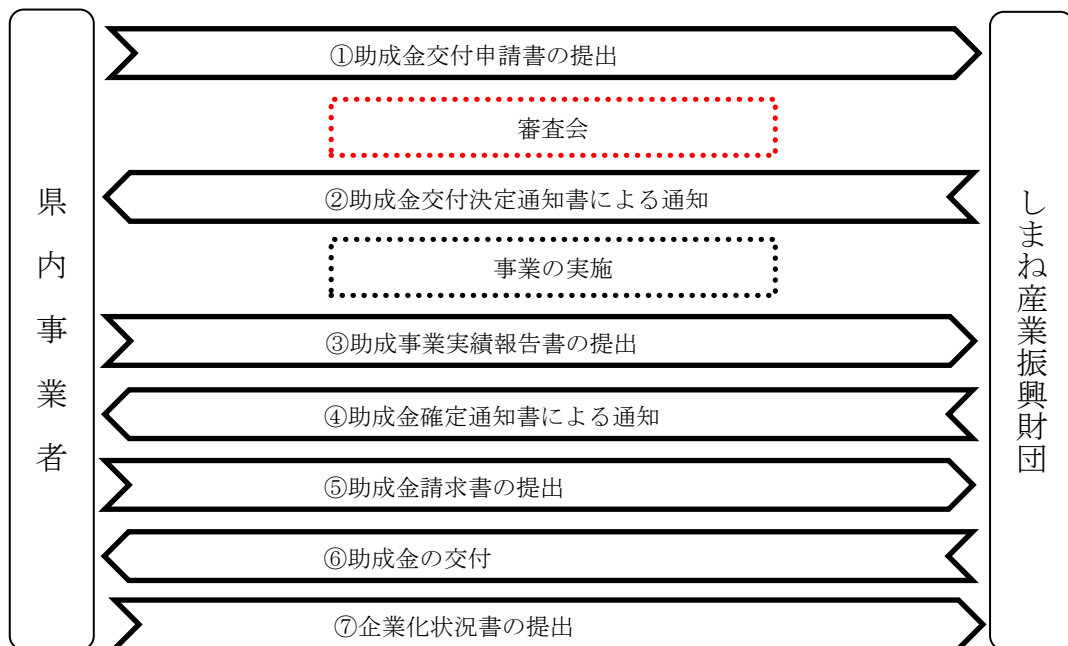 県内事業者
①助成金交付申請書の提出
審査会
②助成金交付決定通知書による通知
事業の実施
③助成事業実績報告書の提出
④助成金確定通知書による通知
⑤助成金請求書の提出
⑥助成金の交付
⑦企業化状況書の提出
しまね産業振興財団